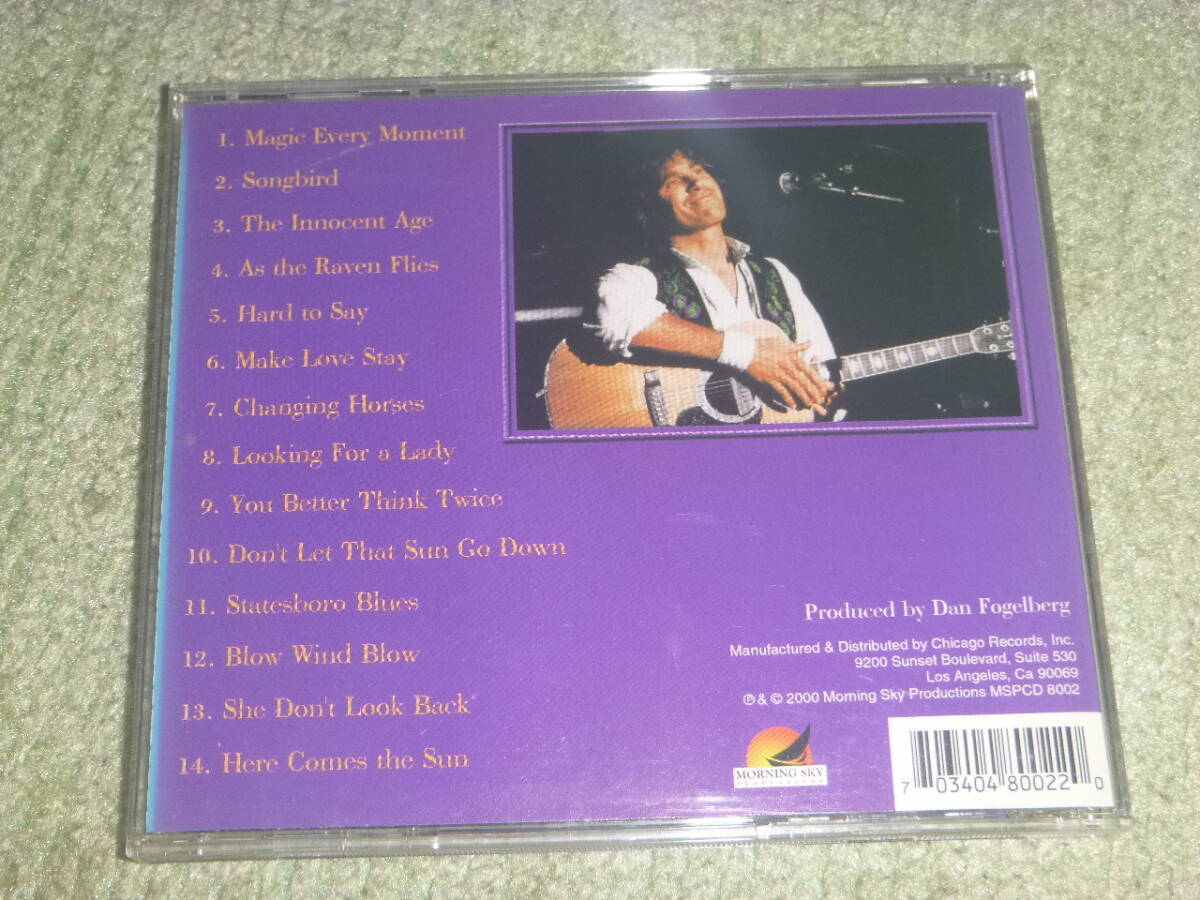 1. Magic Every Moment
2. Songbird
3. The Innocent Age
4. As the Raven Flies
5. Hard to Say
6. Make Love Stay
7. Changing Horses
8. Looking For a Lady
9. You Better Think Twice
10. Don't Let That Sun Go Down
11. Statesboro Blues
12. Blow Wind Blow
13. She Don't Look Back
14. Here Comes the Sun
Produced by Dan Fogelberg
Manufactured & Distributed by Chicago Records, Inc.
9200 Sunset Boulevard, Suite 530
Los Angeles, Ca 90069
℗ & © 2000 Morning Sky Productions MSPCD 8002
MORNING SKY
PRODUCTIONS
7 03404 80022 0